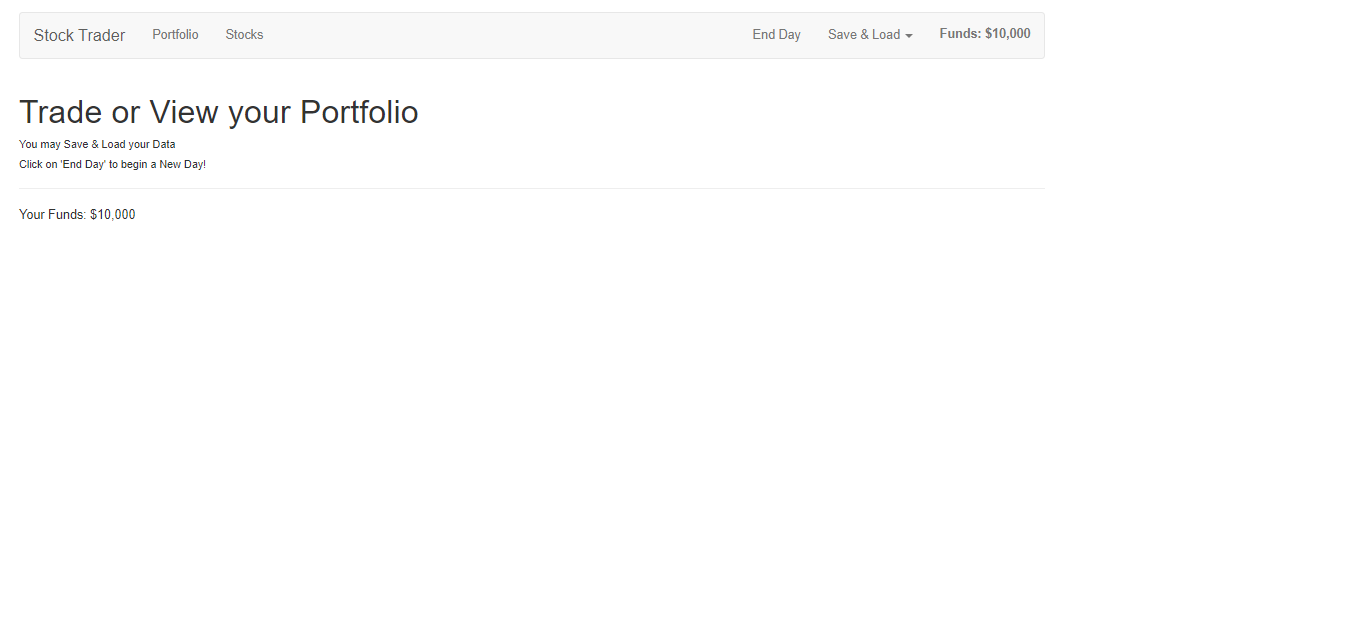 Stock Trader Portfolio Stocks End Day Save & Load Funds: $10,000
Trade or View your Portfolio
You may Save & Load your Data
Click on 'End Day' to begin a New Day!
Your Funds: $10,000